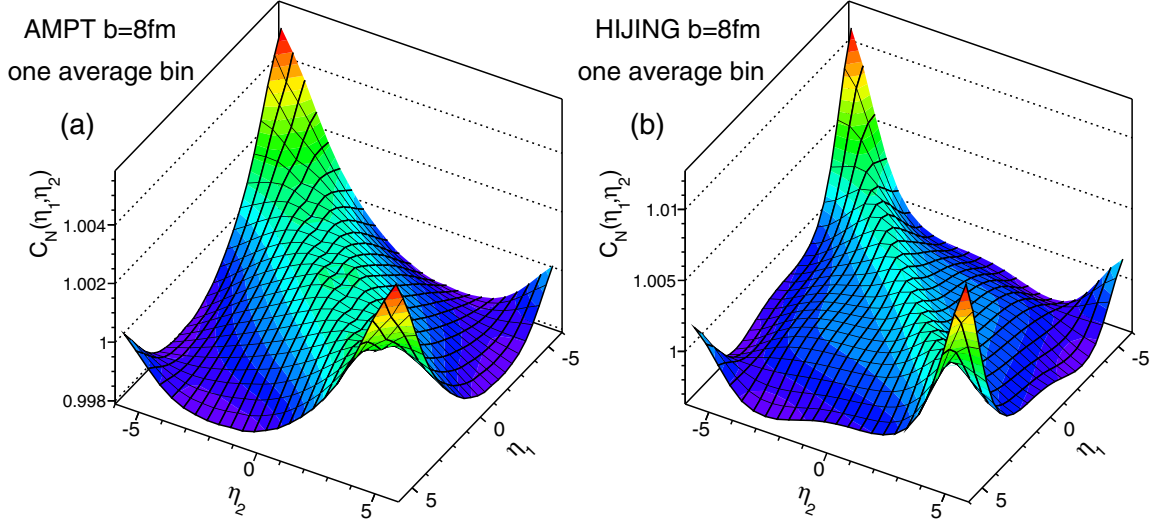 AMPT b=8fm
one average bin
(a)
C_N(η_1,η_2)
1.004
1.002
1
0.998
-5
0
5
η_2
-5
0
5
η_1
HIJING b=8fm
one average bin
(b)
C_N(η_1,η_2)
1.01
1.005
1
-5
0
5
η_2
-5
0
5
η_1